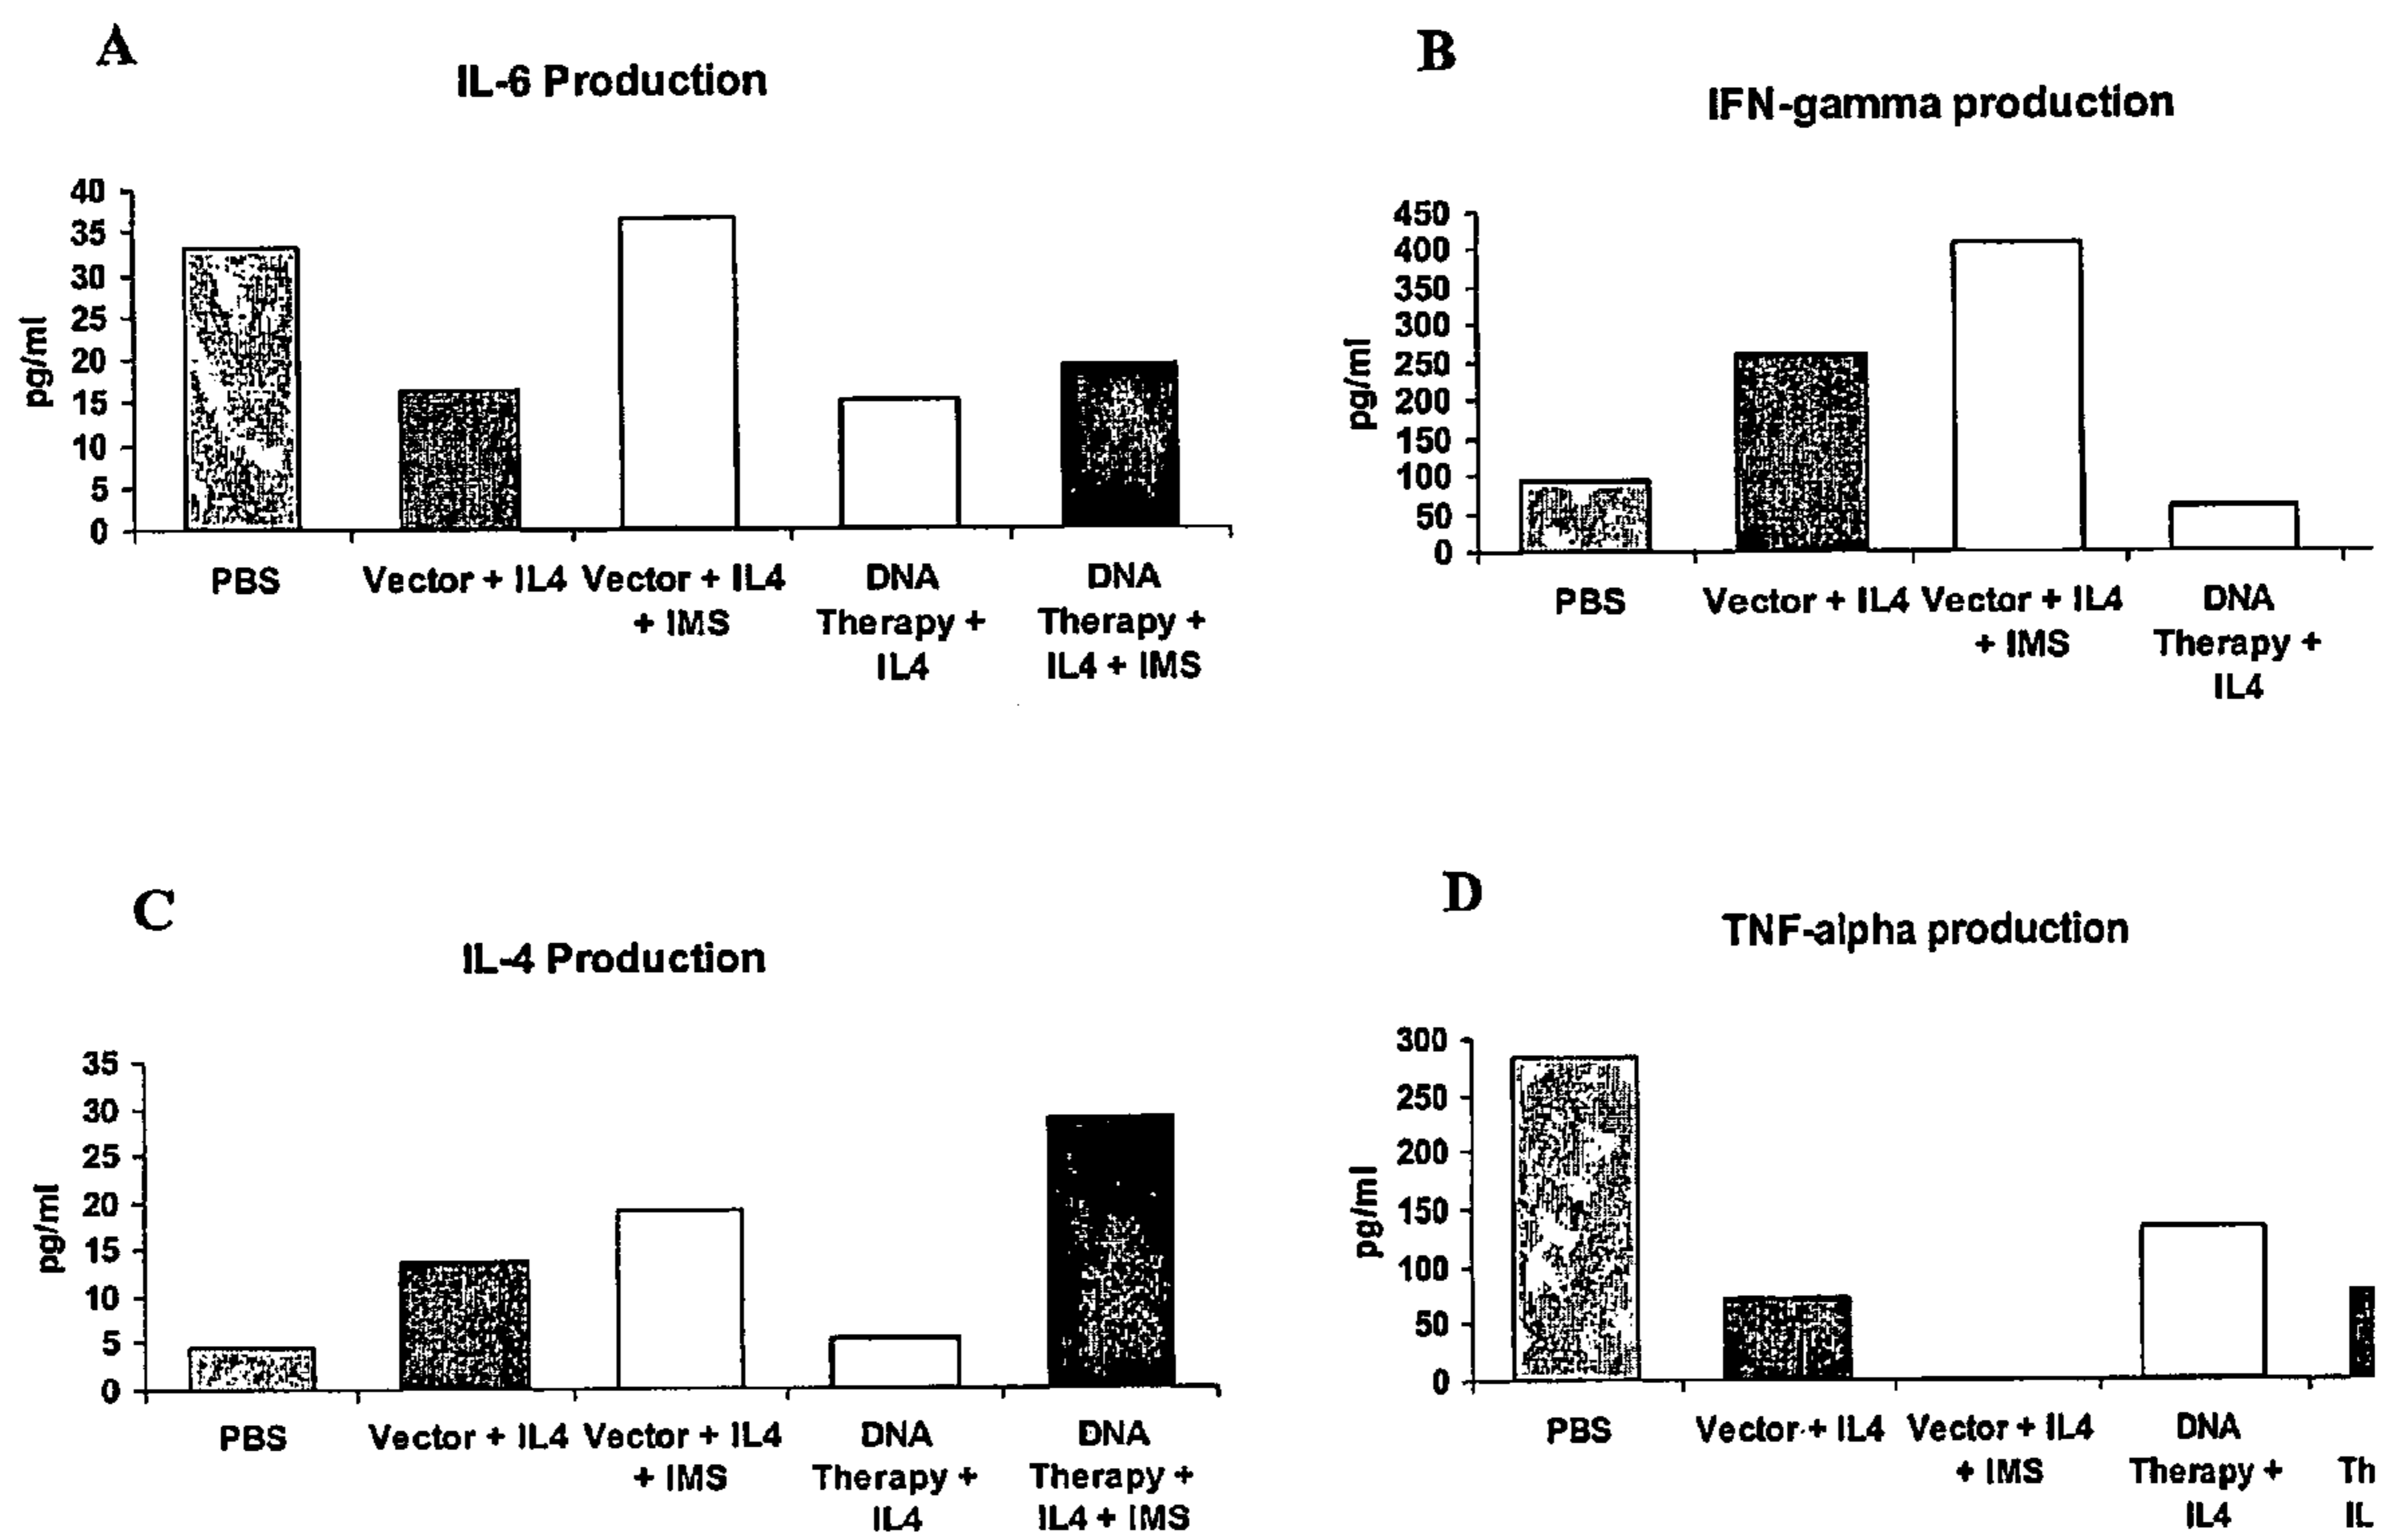 A
IL-6 Production
pg/ml
40
35
30
25
20
15
10
5
0
PBS
Vector + IL4
Vector + IL4
+ IMS
DNA
Therapy +
IL4
DNA
Therapy +
IL4 + IMS
B
IFN-gamma production
pg/ml
450
400
350
300
250
200
150
100
50
0
PBS
Vector + IL4
Vector + IL4
+ IMS
DNA
Therapy +
IL4
C
IL-4 Production
pg/ml
35
30
25
20
15
10
5
0
PBS
Vector + IL4
Vector + IL4
+ IMS
DNA
Therapy +
IL4
DNA
Therapy +
IL4 + IMS
D
TNF-alpha production
pg/ml
300
250
200
150
100
50
0
PBS
Vector + IL4
Vector + IL4
+ IMS
DNA
Therapy +
IL4
Th
IL